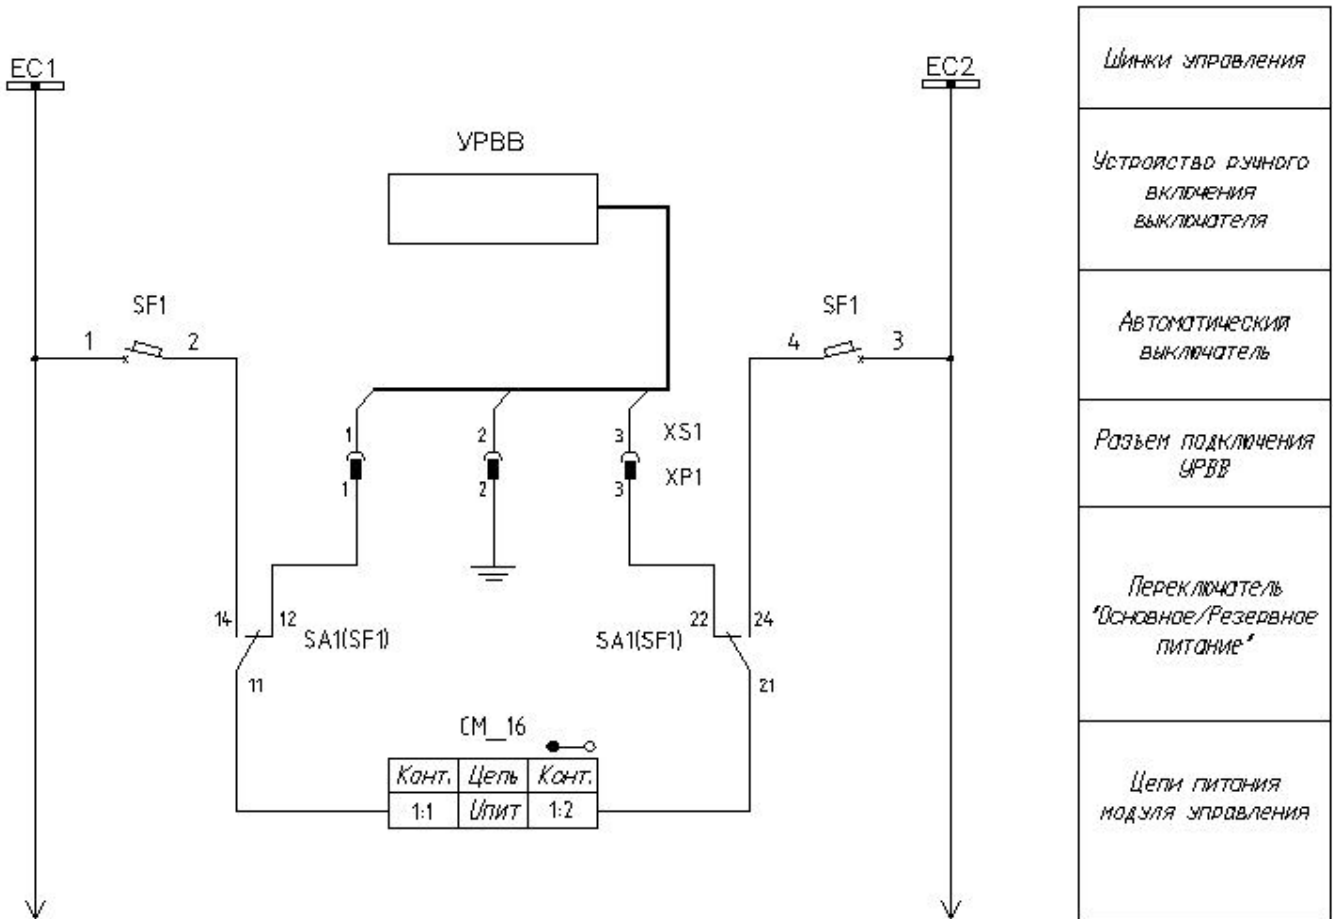 EC1
EC2
УРВВ
SF1
SF1
1
2
4
3
1
2
3
XS1
1
2
3
XP1
14
12
SA1(SF1)
SA1(SF1)
22
24
11
21
CM_16
Конт. Цепь Конт.
1:1 Uпит 1:2
Шинки управления
Устройство ручного
включения
выключателя
Автоматический
выключатель
Разъем подключения
УРВВ
Переключатель
"Основное/Резервное
питание"
Цепи питания
модуля управления